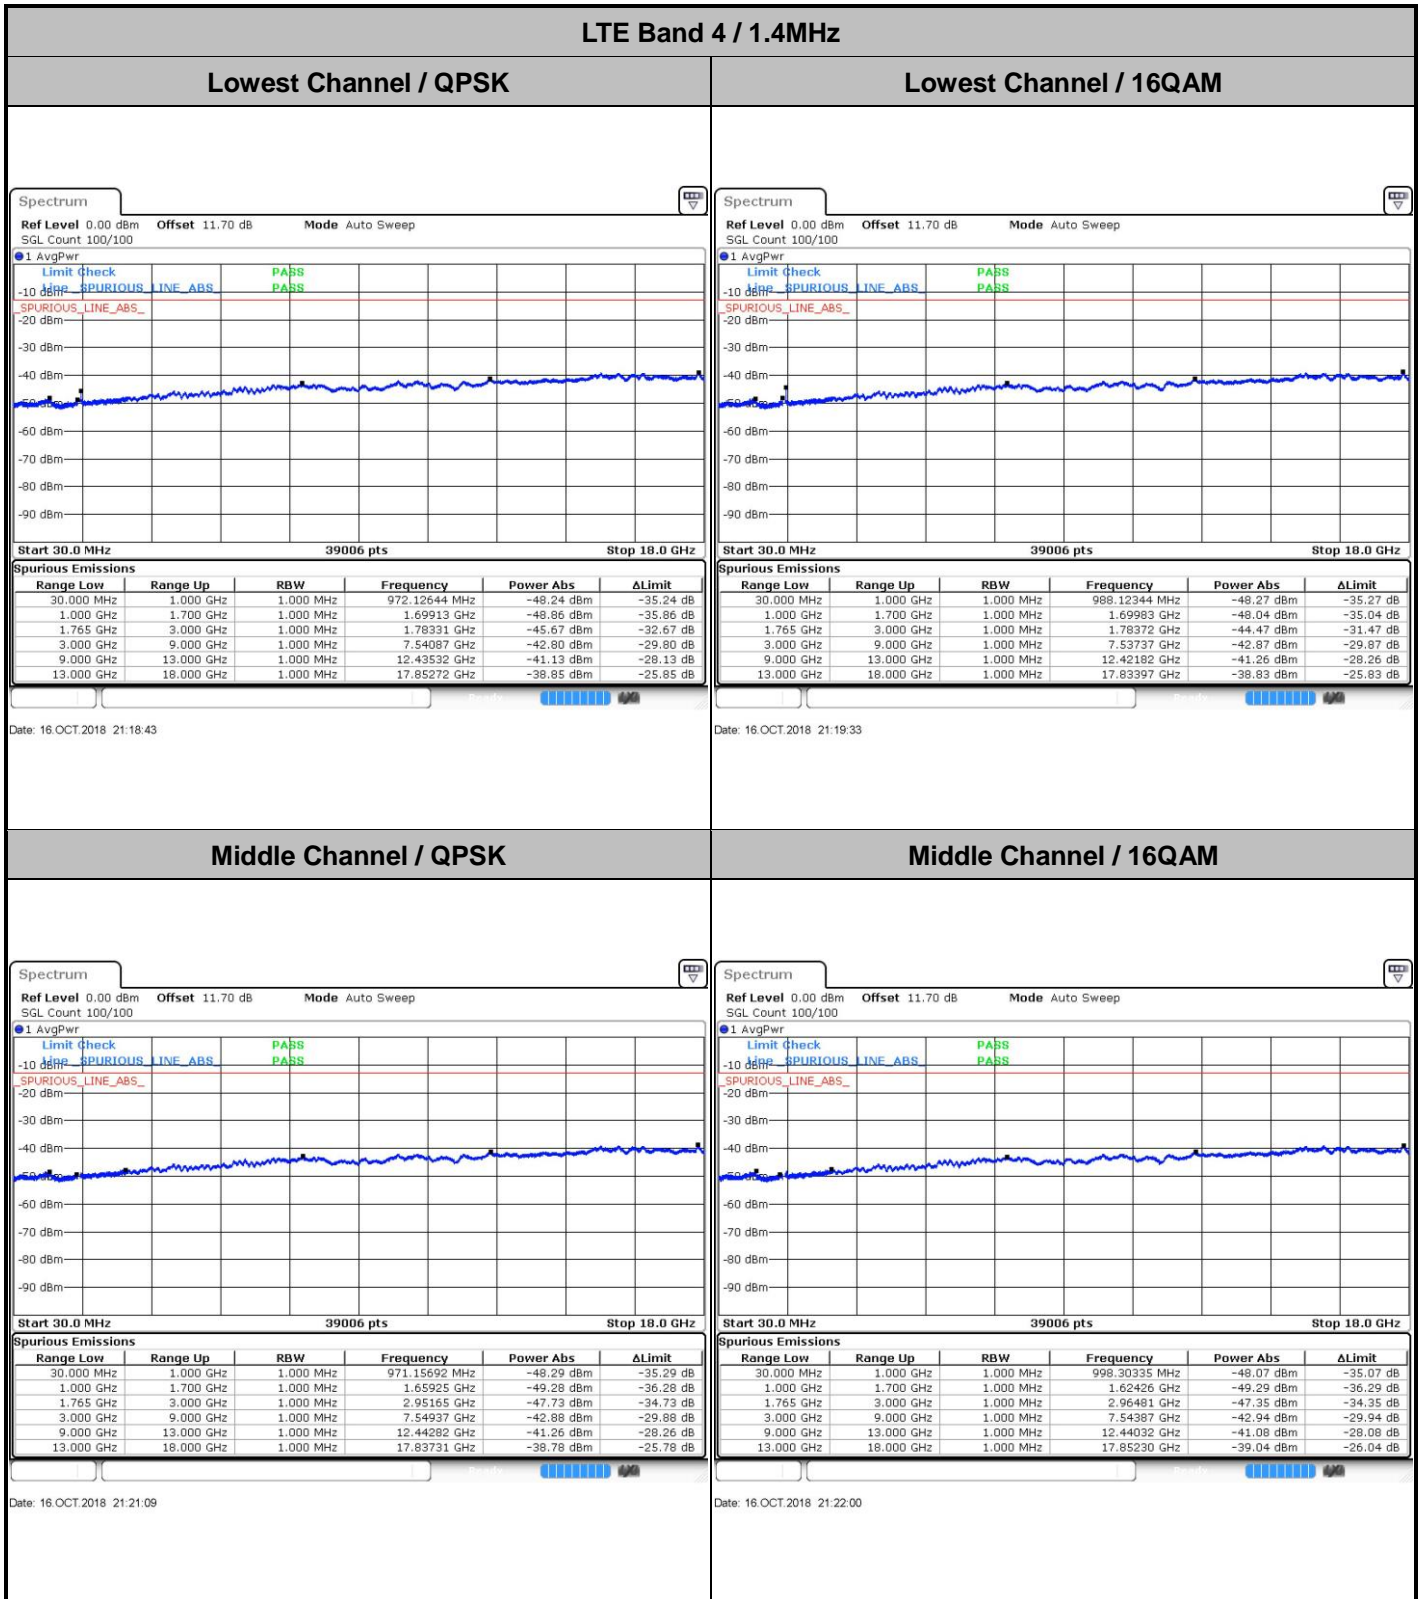 LTE Band 4 / 1.4MHz
Lowest Channel / QPSK
Lowest Channel / 16QAM
Spectrum
Ref Level 0.00 dBm Offset 11.70 dB Mode Auto Sweep
SGL Count 100/100
1 AvgPwr
Limit Check PASS
-10 dBm Line _SPURIOUS_LINE_ABS_ PASS
_SPURIOUS_LINE_ABS_
-20 dBm
-30 dBm
-40 dBm
-50 dBm
-60 dBm
-70 dBm
-80 dBm
-90 dBm
Start 30.0 MHz 39006 pts Stop 18.0 GHz
Spurious Emissions
Range Low Range Up RBW Frequency Power Abs ΔLimit
30.000 MHz 1.000 GHz 1.000 MHz 972.12644 MHz -48.24 dBm -35.24 dB
1.000 GHz 1.700 GHz 1.000 MHz 1.69913 GHz -48.86 dBm -35.86 dB
1.765 GHz 3.000 GHz 1.000 MHz 1.78331 GHz -45.67 dBm -32.67 dB
3.000 GHz 9.000 GHz 1.000 MHz 7.54087 GHz -42.80 dBm -29.80 dB
9.000 GHz 13.000 GHz 1.000 MHz 12.43532 GHz -41.13 dBm -28.13 dB
13.000 GHz 18.000 GHz 1.000 MHz 17.85272 GHz -38.85 dBm -25.85 dB
Date: 16.OCT.2018 21:18:43
Spectrum
Ref Level 0.00 dBm Offset 11.70 dB Mode Auto Sweep
SGL Count 100/100
1 AvgPwr
Limit Check PASS
-10 dBm Line _SPURIOUS_LINE_ABS_ PASS
_SPURIOUS_LINE_ABS_
-20 dBm
-30 dBm
-40 dBm
-50 dBm
-60 dBm
-70 dBm
-80 dBm
-90 dBm
Start 30.0 MHz 39006 pts Stop 18.0 GHz
Spurious Emissions
Range Low Range Up RBW Frequency Power Abs ΔLimit
30.000 MHz 1.000 GHz 1.000 MHz 988.12344 MHz -48.27 dBm -35.27 dB
1.000 GHz 1.700 GHz 1.000 MHz 1.69983 GHz -48.04 dBm -35.04 dB
1.765 GHz 3.000 GHz 1.000 MHz 1.78372 GHz -44.47 dBm -31.47 dB
3.000 GHz 9.000 GHz 1.000 MHz 7.53737 GHz -42.87 dBm -29.87 dB
9.000 GHz 13.000 GHz 1.000 MHz 12.42182 GHz -41.26 dBm -28.26 dB
13.000 GHz 18.000 GHz 1.000 MHz 17.83397 GHz -38.83 dBm -25.83 dB
Date: 16.OCT.2018 21:19:33
Middle Channel / QPSK
Middle Channel / 16QAM
Spectrum
Ref Level 0.00 dBm Offset 11.70 dB Mode Auto Sweep
SGL Count 100/100
1 AvgPwr
Limit Check PASS
-10 dBm Line _SPURIOUS_LINE_ABS_ PASS
_SPURIOUS_LINE_ABS_
-20 dBm
-30 dBm
-40 dBm
-50 dBm
-60 dBm
-70 dBm
-80 dBm
-90 dBm
Start 30.0 MHz 39006 pts Stop 18.0 GHz
Spurious Emissions
Range Low Range Up RBW Frequency Power Abs ΔLimit
30.000 MHz 1.000 GHz 1.000 MHz 971.15692 MHz -48.29 dBm -35.29 dB
1.000 GHz 1.700 GHz 1.000 MHz 1.65925 GHz -49.28 dBm -36.28 dB
1.765 GHz 3.000 GHz 1.000 MHz 2.95165 GHz -47.73 dBm -34.73 dB
3.000 GHz 9.000 GHz 1.000 MHz 7.54937 GHz -42.88 dBm -29.88 dB
9.000 GHz 13.000 GHz 1.000 MHz 12.44282 GHz -41.26 dBm -28.26 dB
13.000 GHz 18.000 GHz 1.000 MHz 17.83731 GHz -38.78 dBm -25.78 dB
Date: 16.OCT.2018 21:21:09
Spectrum
Ref Level 0.00 dBm Offset 11.70 dB Mode Auto Sweep
SGL Count 100/100
1 AvgPwr
Limit Check PASS
-10 dBm Line _SPURIOUS_LINE_ABS_ PASS
_SPURIOUS_LINE_ABS_
-20 dBm
-30 dBm
-40 dBm
-50 dBm
-60 dBm
-70 dBm
-80 dBm
-90 dBm
Start 30.0 MHz 39006 pts Stop 18.0 GHz
Spurious Emissions
Range Low Range Up RBW Frequency Power Abs ΔLimit
30.000 MHz 1.000 GHz 1.000 MHz 998.30335 MHz -48.07 dBm -35.07 dB
1.000 GHz 1.700 GHz 1.000 MHz 1.62426 GHz -49.29 dBm -36.29 dB
1.765 GHz 3.000 GHz 1.000 MHz 2.96481 GHz -47.35 dBm -34.35 dB
3.000 GHz 9.000 GHz 1.000 MHz 7.54387 GHz -42.94 dBm -29.94 dB
9.000 GHz 13.000 GHz 1.000 MHz 12.44032 GHz -41.08 dBm -28.08 dB
13.000 GHz 18.000 GHz 1.000 MHz 17.85230 GHz -39.04 dBm -26.04 dB
Date: 16.OCT.2018 21:22:00